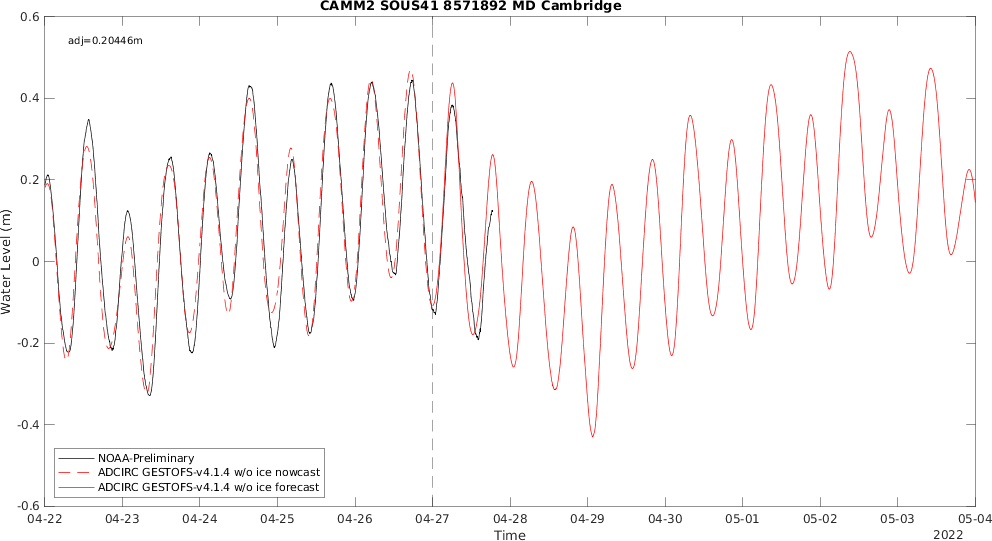 CAMM2 SOUS41 8571892 MD Cambridge
adj=0.20446m
0.6
0.4
0.2
0
-0.2
-0.4
-0.6
Water Level (m)
NOAA-Preliminary
ADCIRC GESTOFS-v4.1.4 w/o ice nowcast
ADCIRC GESTOFS-v4.1.4 w/o ice forecast
04-22 04-23 04-24 04-25 04-26 04-27 04-28 04-29 04-30 05-01 05-02 05-03 05-04
Time
2022